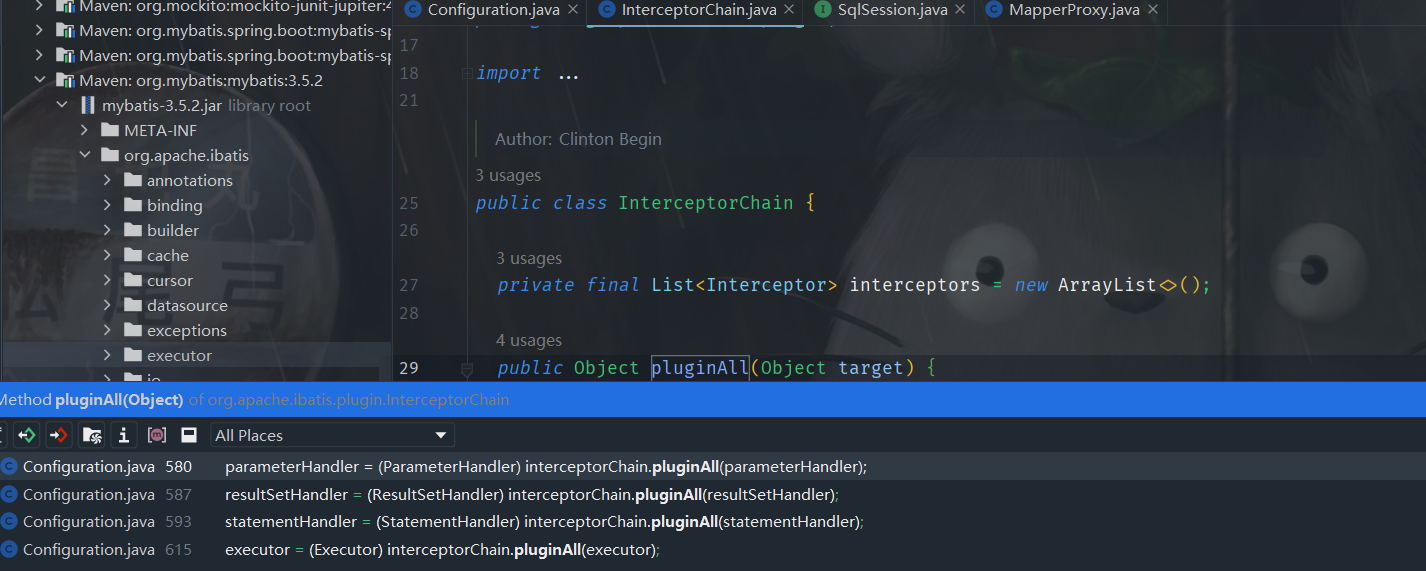 Maven: org.mockito:mockito-junit-jupiter:4
Maven: org.mybatis.spring.boot:mybatis-sp
Maven: org.mybatis.spring.boot:mybatis-sp
Maven: org.mybatis:mybatis:3.5.2
mybatis-3.5.2.jar library root
META-INF
org.apache.ibatis
annotations
binding
builder
cache
cursor
datasource
exceptions
executor
io
Configuration.java
InterceptorChain.java
SqlSession.java
MapperProxy.java
17
18 import ...
21
Author: Clinton Begin
3 usages
25 public class InterceptorChain {
26
3 usages
27 private final List<Interceptor> interceptors = new ArrayList<>();
28
4 usages
29 public Object pluginAll(Object target) {
Method pluginAll(Object) of org.apache.ibatis.plugin.InterceptorChain
All Places
Configuration.java 580 parameterHandler = (ParameterHandler) interceptorChain.pluginAll(parameterHandler);
Configuration.java 587 resultSetHandler = (ResultSetHandler) interceptorChain.pluginAll(resultSetHandler);
Configuration.java 593 statementHandler = (StatementHandler) interceptorChain.pluginAll(statementHandler);
Configuration.java 615 executor = (Executor) interceptorChain.pluginAll(executor);